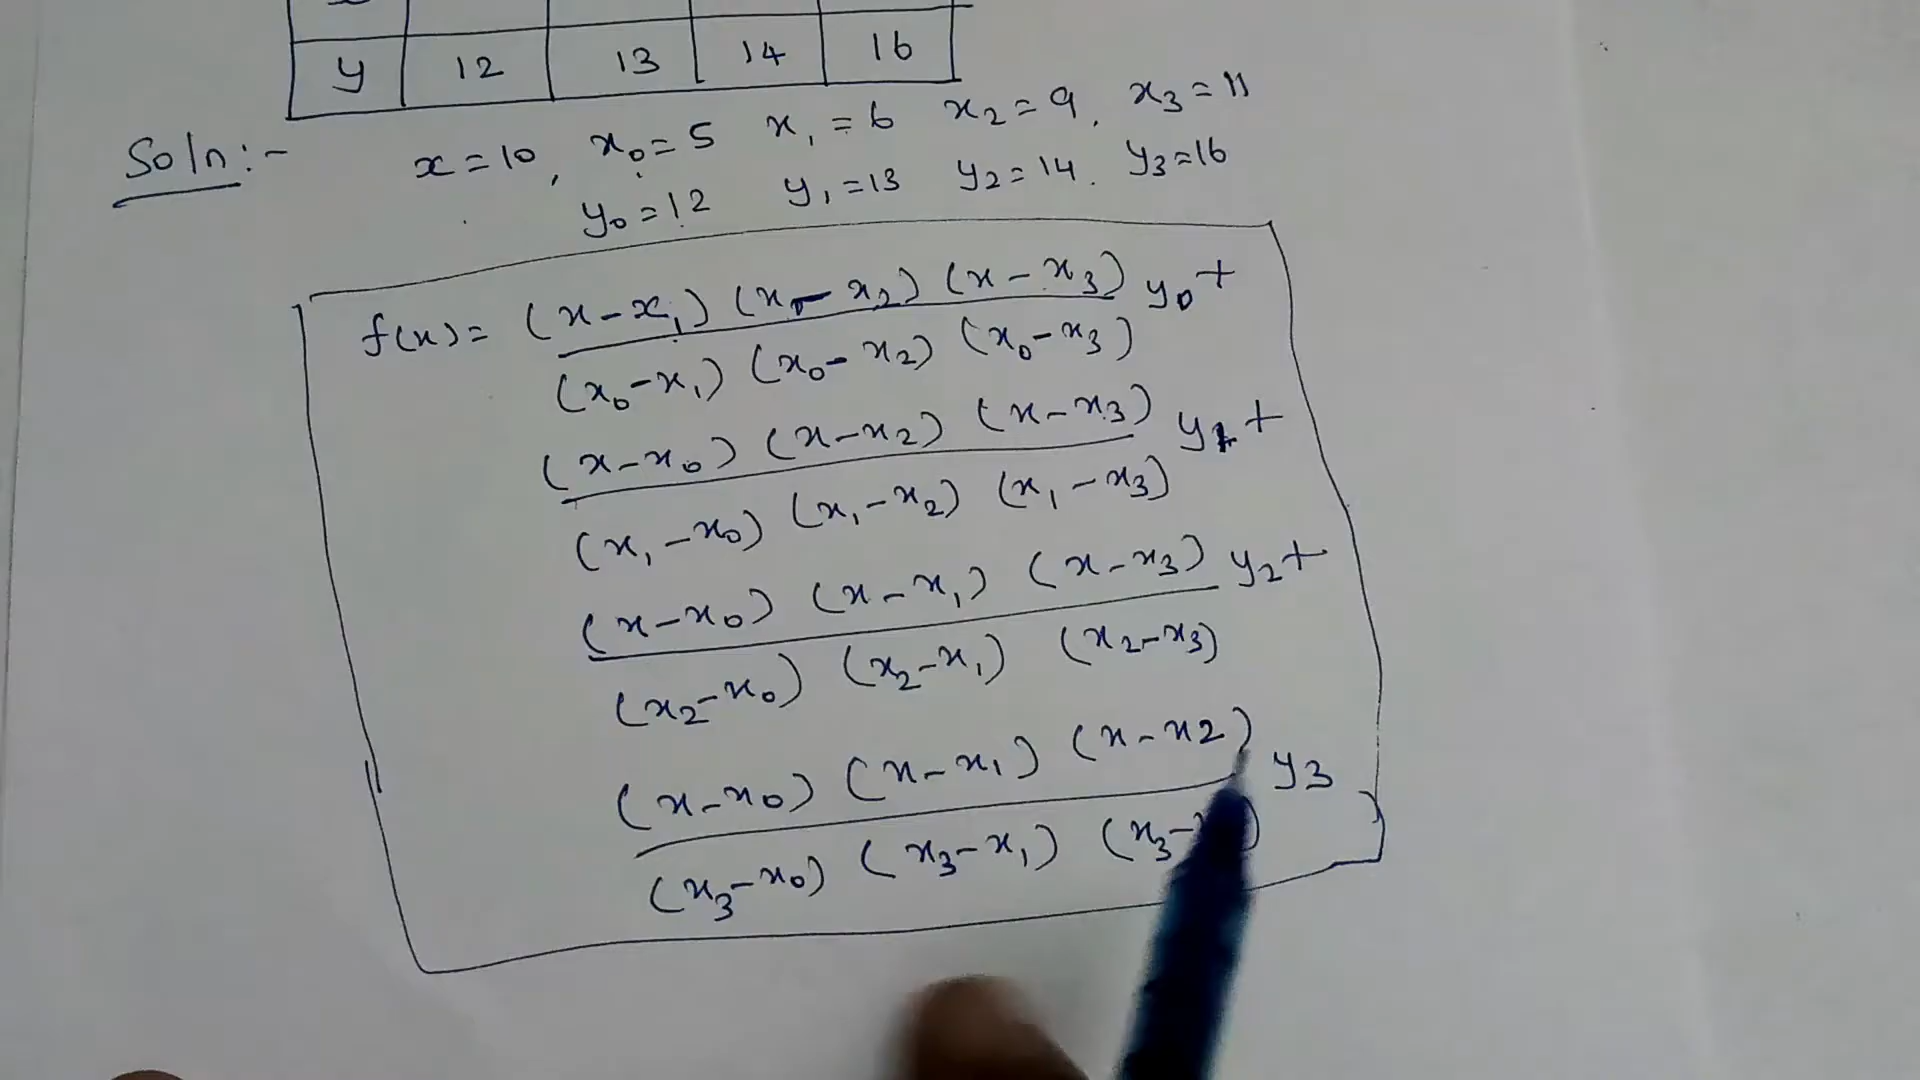 y 12 13 14 16
Soln:- x=10, x0=5 x1=6 x2=9, x3=11
y0=12 y1=13 y2=14. y3=16
f(x)= (x-x1) (x-x2) (x-x3) y0+
(x0-x1) (x0-x2) (x0-x3)
(x-x0) (x-x2) (x-x3) y1+
(x1-x0) (x1-x2) (x1-x3)
(x-x0) (x-x1) (x-x3) y2+
(x2-x0) (x2-x1) (x2-x3)
(x-x0) (x-x1) (x-x2) y3
(x3-x0) (x3-x1) (x3-